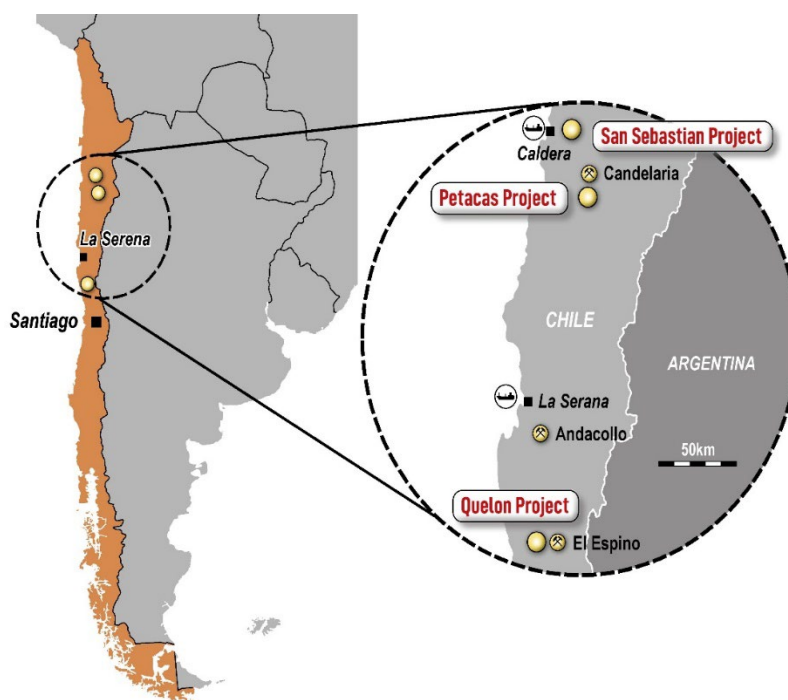 La Serena
Santiago
Caldera
San Sebastian Project
Candelaria
Petacas Project
CHILE
ARGENTINA
La Serana
Andacollo
50km
Quelon Project
El Espino